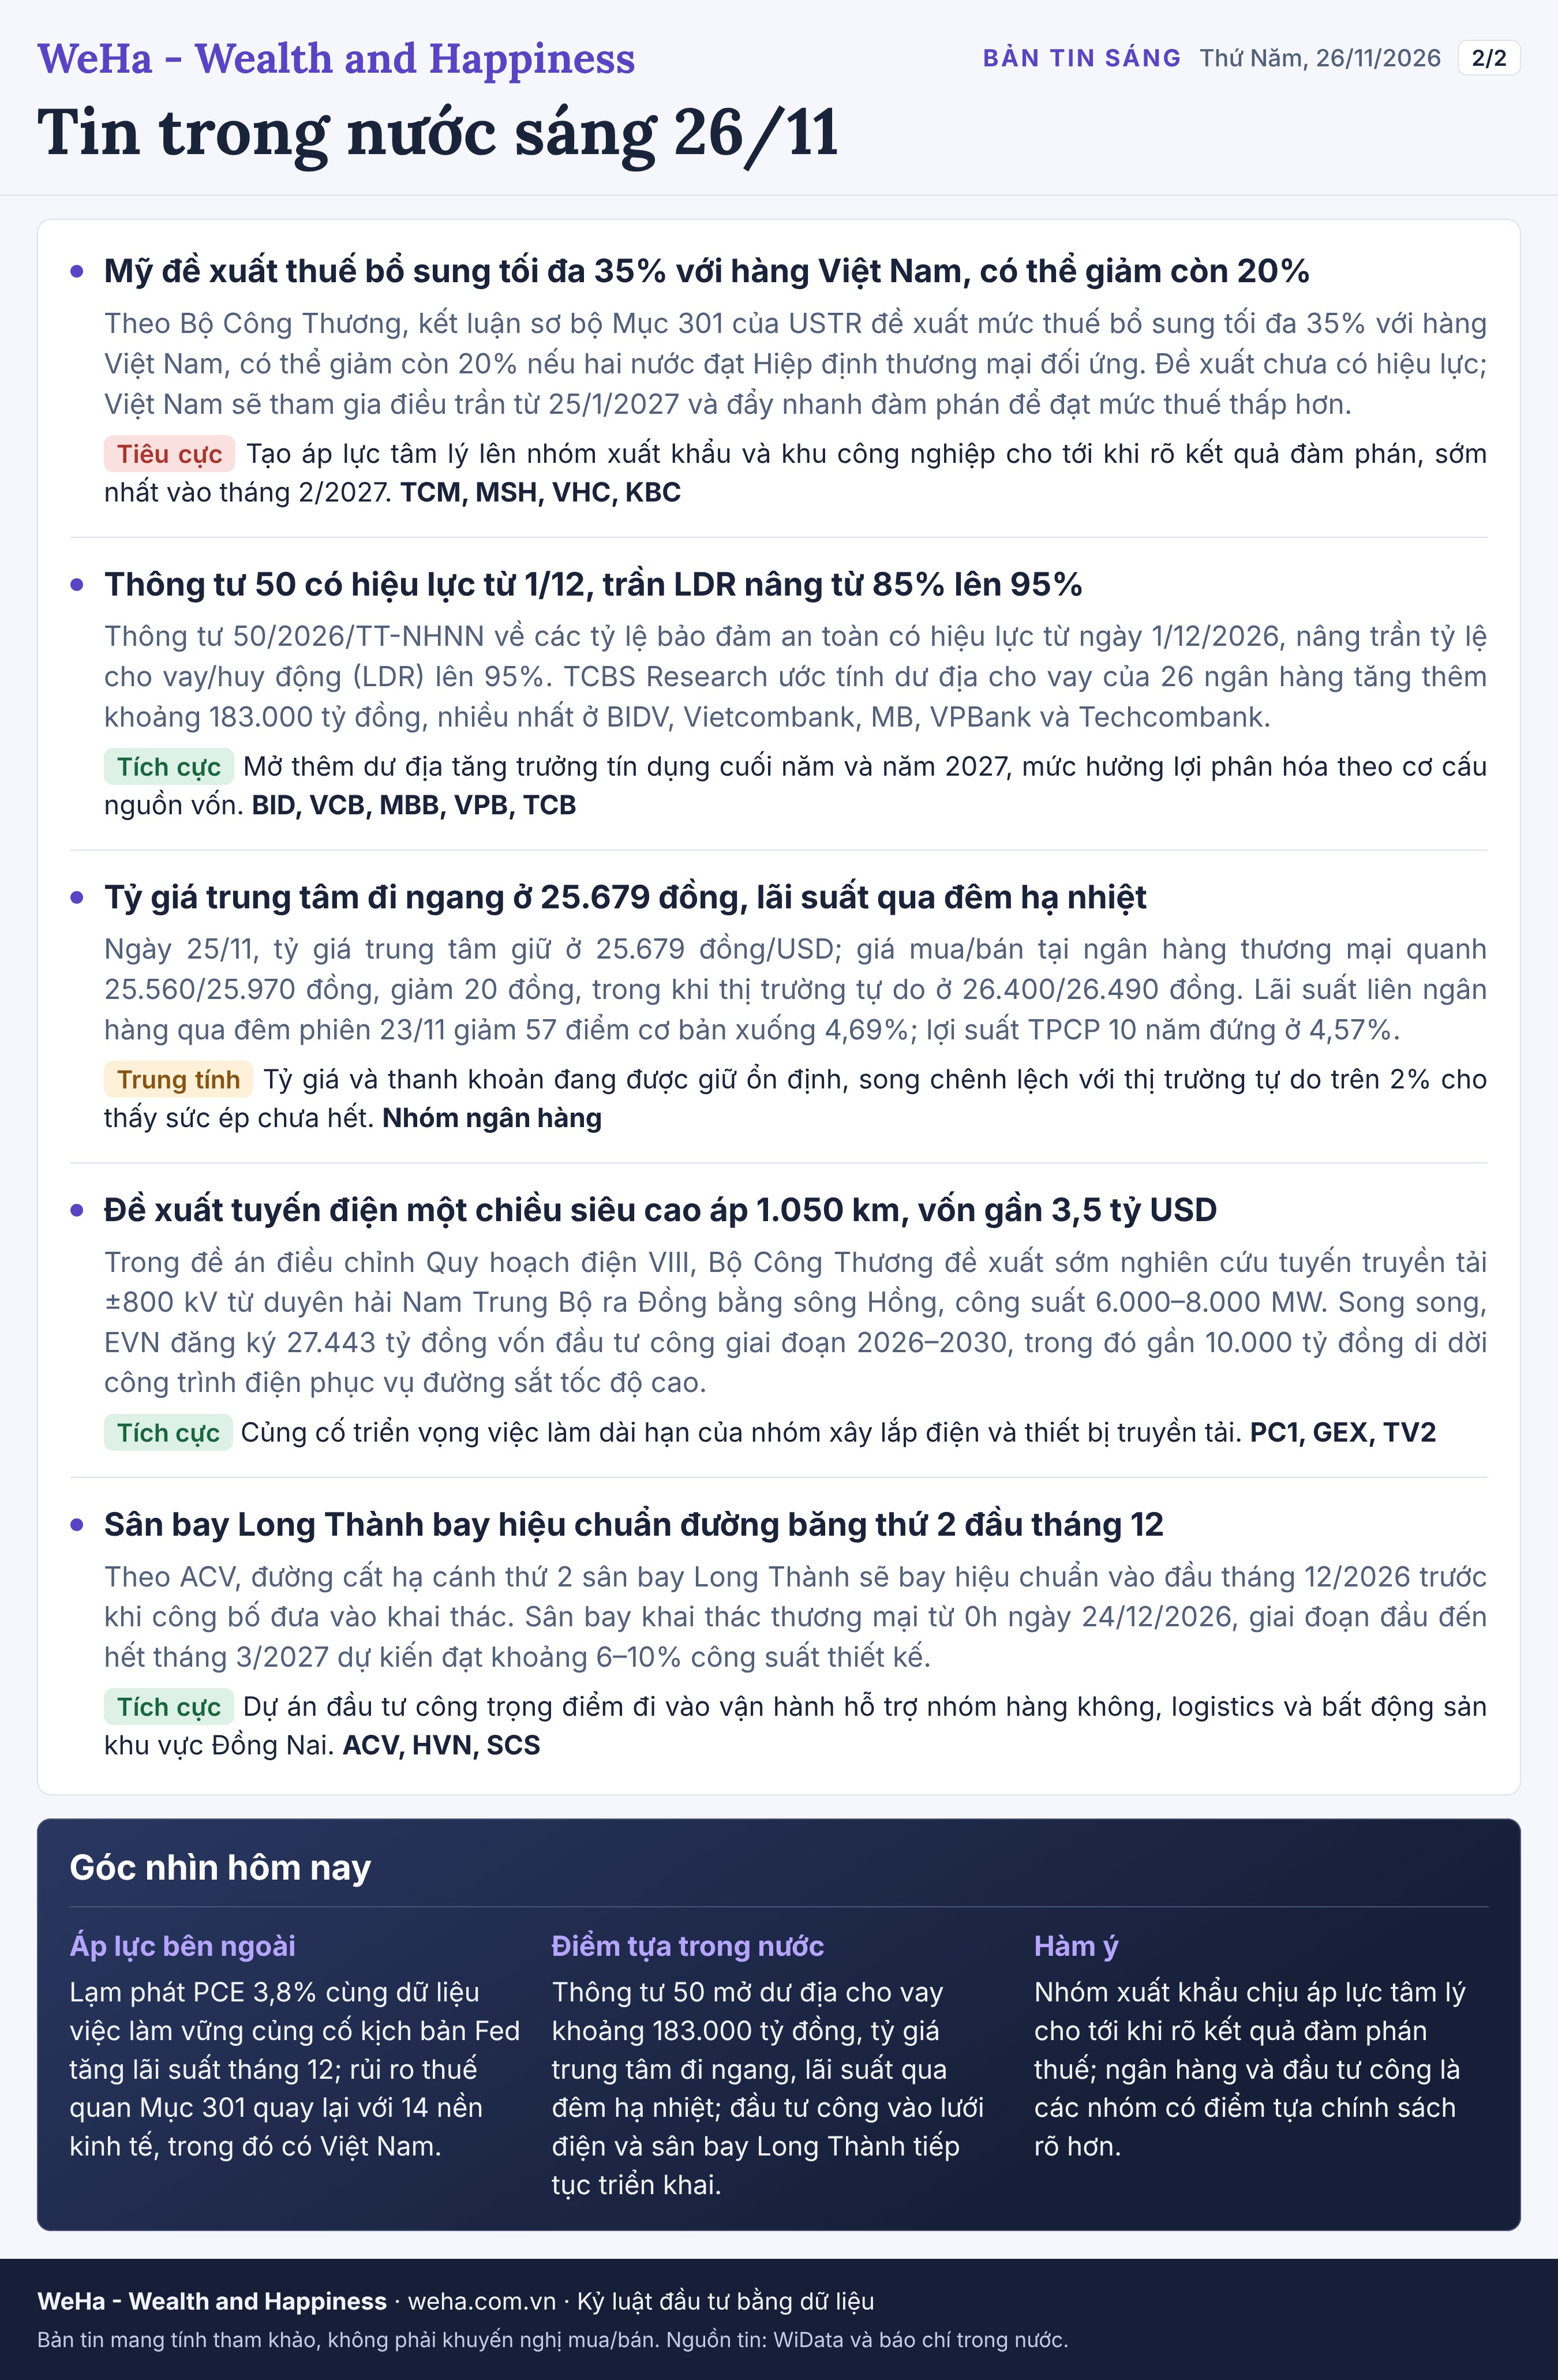 WeHa - Wealth and Happiness
BẢN TIN SÁNG Thứ Năm, 26/11/2026 2/2
Tin trong nước sáng 26/11
Mỹ đề xuất thuế bổ sung tối đa 35% với hàng Việt Nam, có thể giảm còn 20%
Theo Bộ Công Thương, kết luận sơ bộ Mục 301 của USTR đề xuất mức thuế bổ sung tối đa 35% với hàng
Việt Nam, có thể giảm còn 20% nếu hai nước đạt Hiệp định thương mại đối ứng. Đề xuất chưa có hiệu lực;
Việt Nam sẽ tham gia điều trần từ 25/1/2027 và đẩy nhanh đàm phán để đạt mức thuế thấp hơn.
Tiêu cực Tạo áp lực tâm lý lên nhóm xuất khẩu và khu công nghiệp cho tới khi rõ kết quả đàm phán, sớm
nhất vào tháng 2/2027. TCM, MSH, VHC, KBC
Thông tư 50 có hiệu lực từ 1/12, trần LDR nâng từ 85% lên 95%
Thông tư 50/2026/TT-NHNN về các tỷ lệ bảo đảm an toàn có hiệu lực từ ngày 1/12/2026, nâng trần tỷ lệ
cho vay/huy động (LDR) lên 95%. TCBS Research ước tính dư địa cho vay của 26 ngân hàng tăng thêm
khoảng 183.000 tỷ đồng, nhiều nhất ở BIDV, Vietcombank, MB, VPBank và Techcombank.
Tích cực Mở thêm dư địa tăng trưởng tín dụng cuối năm và năm 2027, mức hưởng lợi phân hóa theo cơ cấu
nguồn vốn. BID, VCB, MBB, VPB, TCB
Tỷ giá trung tâm đi ngang ở 25.679 đồng, lãi suất qua đêm hạ nhiệt
Ngày 25/11, tỷ giá trung tâm giữ ở 25.679 đồng/USD; giá mua/bán tại ngân hàng thương mại quanh
25.560/25.970 đồng, giảm 20 đồng, trong khi thị trường tự do ở 26.400/26.490 đồng. Lãi suất liên ngân
hàng qua đêm phiên 23/11 giảm 57 điểm cơ bản xuống 4,69%; lợi suất TPCP 10 năm đứng ở 4,57%.
Trung tính Tỷ giá và thanh khoản đang được giữ ổn định, song chênh lệch với thị trường tự do trên 2% cho
thấy sức ép chưa hết. Nhóm ngân hàng
Đề xuất tuyến điện một chiều siêu cao áp 1.050 km, vốn gần 3,5 tỷ USD
Trong đề án điều chỉnh Quy hoạch điện VIII, Bộ Công Thương đề xuất sớm nghiên cứu tuyến truyền tải
±800 kV từ duyên hải Nam Trung Bộ ra Đồng bằng sông Hồng, công suất 6.000–8.000 MW. Song song,
EVN đăng ký 27.443 tỷ đồng vốn đầu tư công giai đoạn 2026–2030, trong đó gần 10.000 tỷ đồng di dời
công trình điện phục vụ đường sắt tốc độ cao.
Tích cực Củng cố triển vọng việc làm dài hạn của nhóm xây lắp điện và thiết bị truyền tải. PC1, GEX, TV2
Sân bay Long Thành bay hiệu chuẩn đường băng thứ 2 đầu tháng 12
Theo ACV, đường cất hạ cánh thứ 2 sân bay Long Thành sẽ bay hiệu chuẩn vào đầu tháng 12/2026 trước
khi công bố đưa vào khai thác. Sân bay khai thác thương mại từ 0h ngày 24/12/2026, giai đoạn đầu đến
hết tháng 3/2027 dự kiến đạt khoảng 6–10% công suất thiết kế.
Tích cực Dự án đầu tư công trọng điểm đi vào vận hành hỗ trợ nhóm hàng không, logistics và bất động sản
khu vực Đồng Nai. ACV, HVN, SCS
Góc nhìn hôm nay
Áp lực bên ngoài
Lạm phát PCE 3,8% cùng dữ liệu
việc làm vững củng cố kịch bản Fed
tăng lãi suất tháng 12; rủi ro thuế
quan Mục 301 quay lại với 14 nền
kinh tế, trong đó có Việt Nam.
Điểm tựa trong nước
Thông tư 50 mở dư địa cho vay
khoảng 183.000 tỷ đồng, tỷ giá
trung tâm đi ngang, lãi suất qua
đêm hạ nhiệt; đầu tư công vào lưới
điện và sân bay Long Thành tiếp
tục triển khai.
Hàm ý
Nhóm xuất khẩu chịu áp lực tâm lý
cho tới khi rõ kết quả đàm phán
thuế; ngân hàng và đầu tư công là
các nhóm có điểm tựa chính sách
rõ hơn.
WeHa - Wealth and Happiness · weha.com.vn · Kỷ luật đầu tư bằng dữ liệu
Bản tin mang tính tham khảo, không phải khuyến nghị mua/bán. Nguồn tin: WiData và báo chí trong nước.